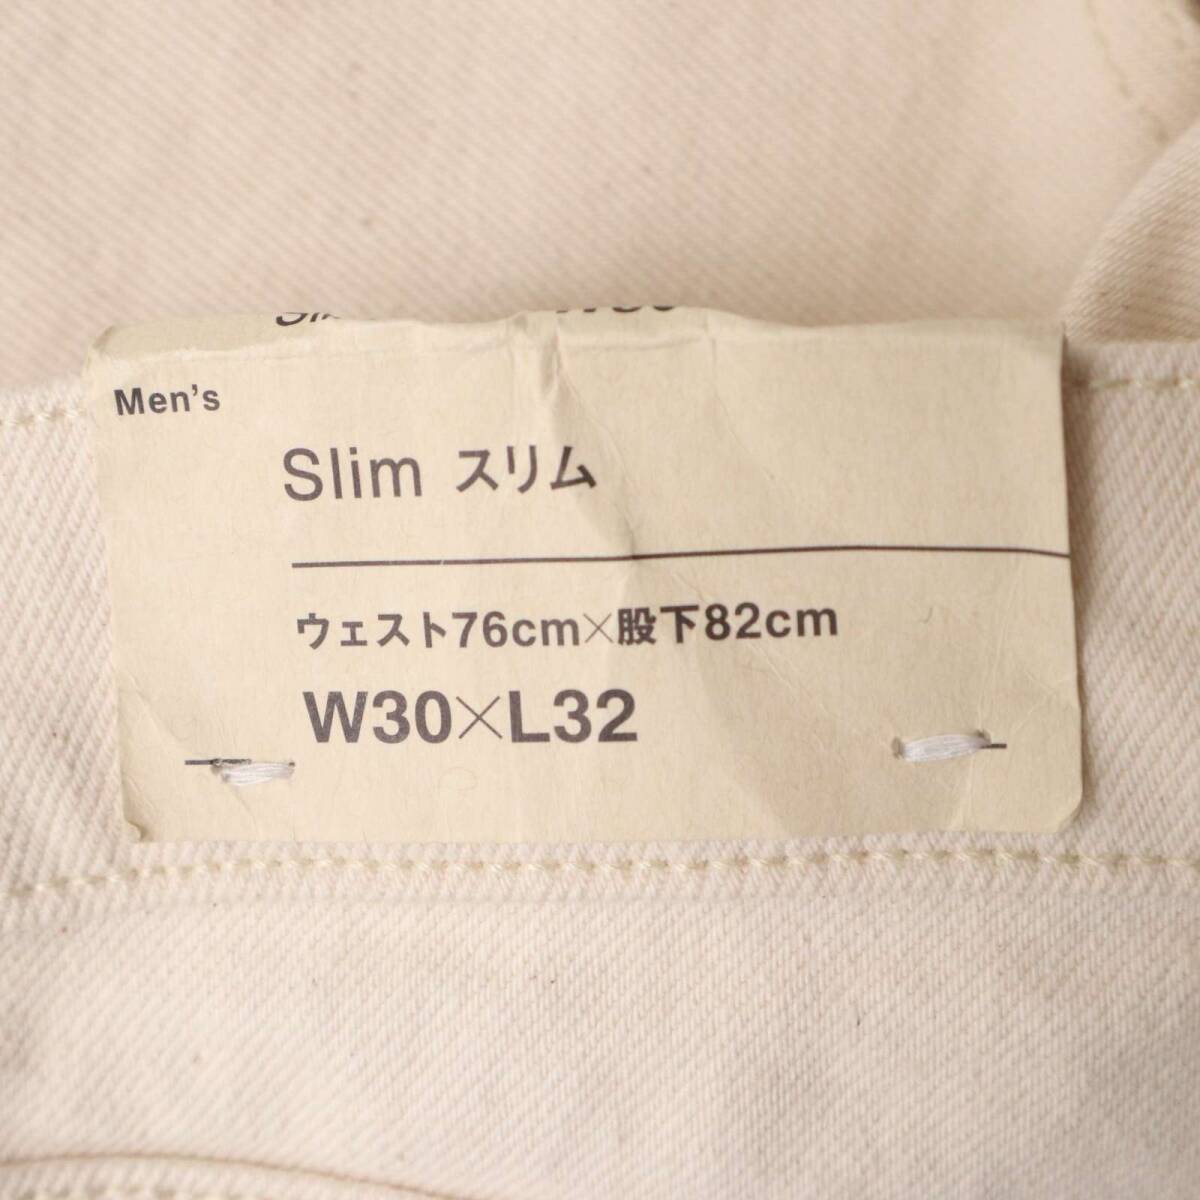 Men's
Slim スリム
ウェスト76cm×股下82cm
W30×L32